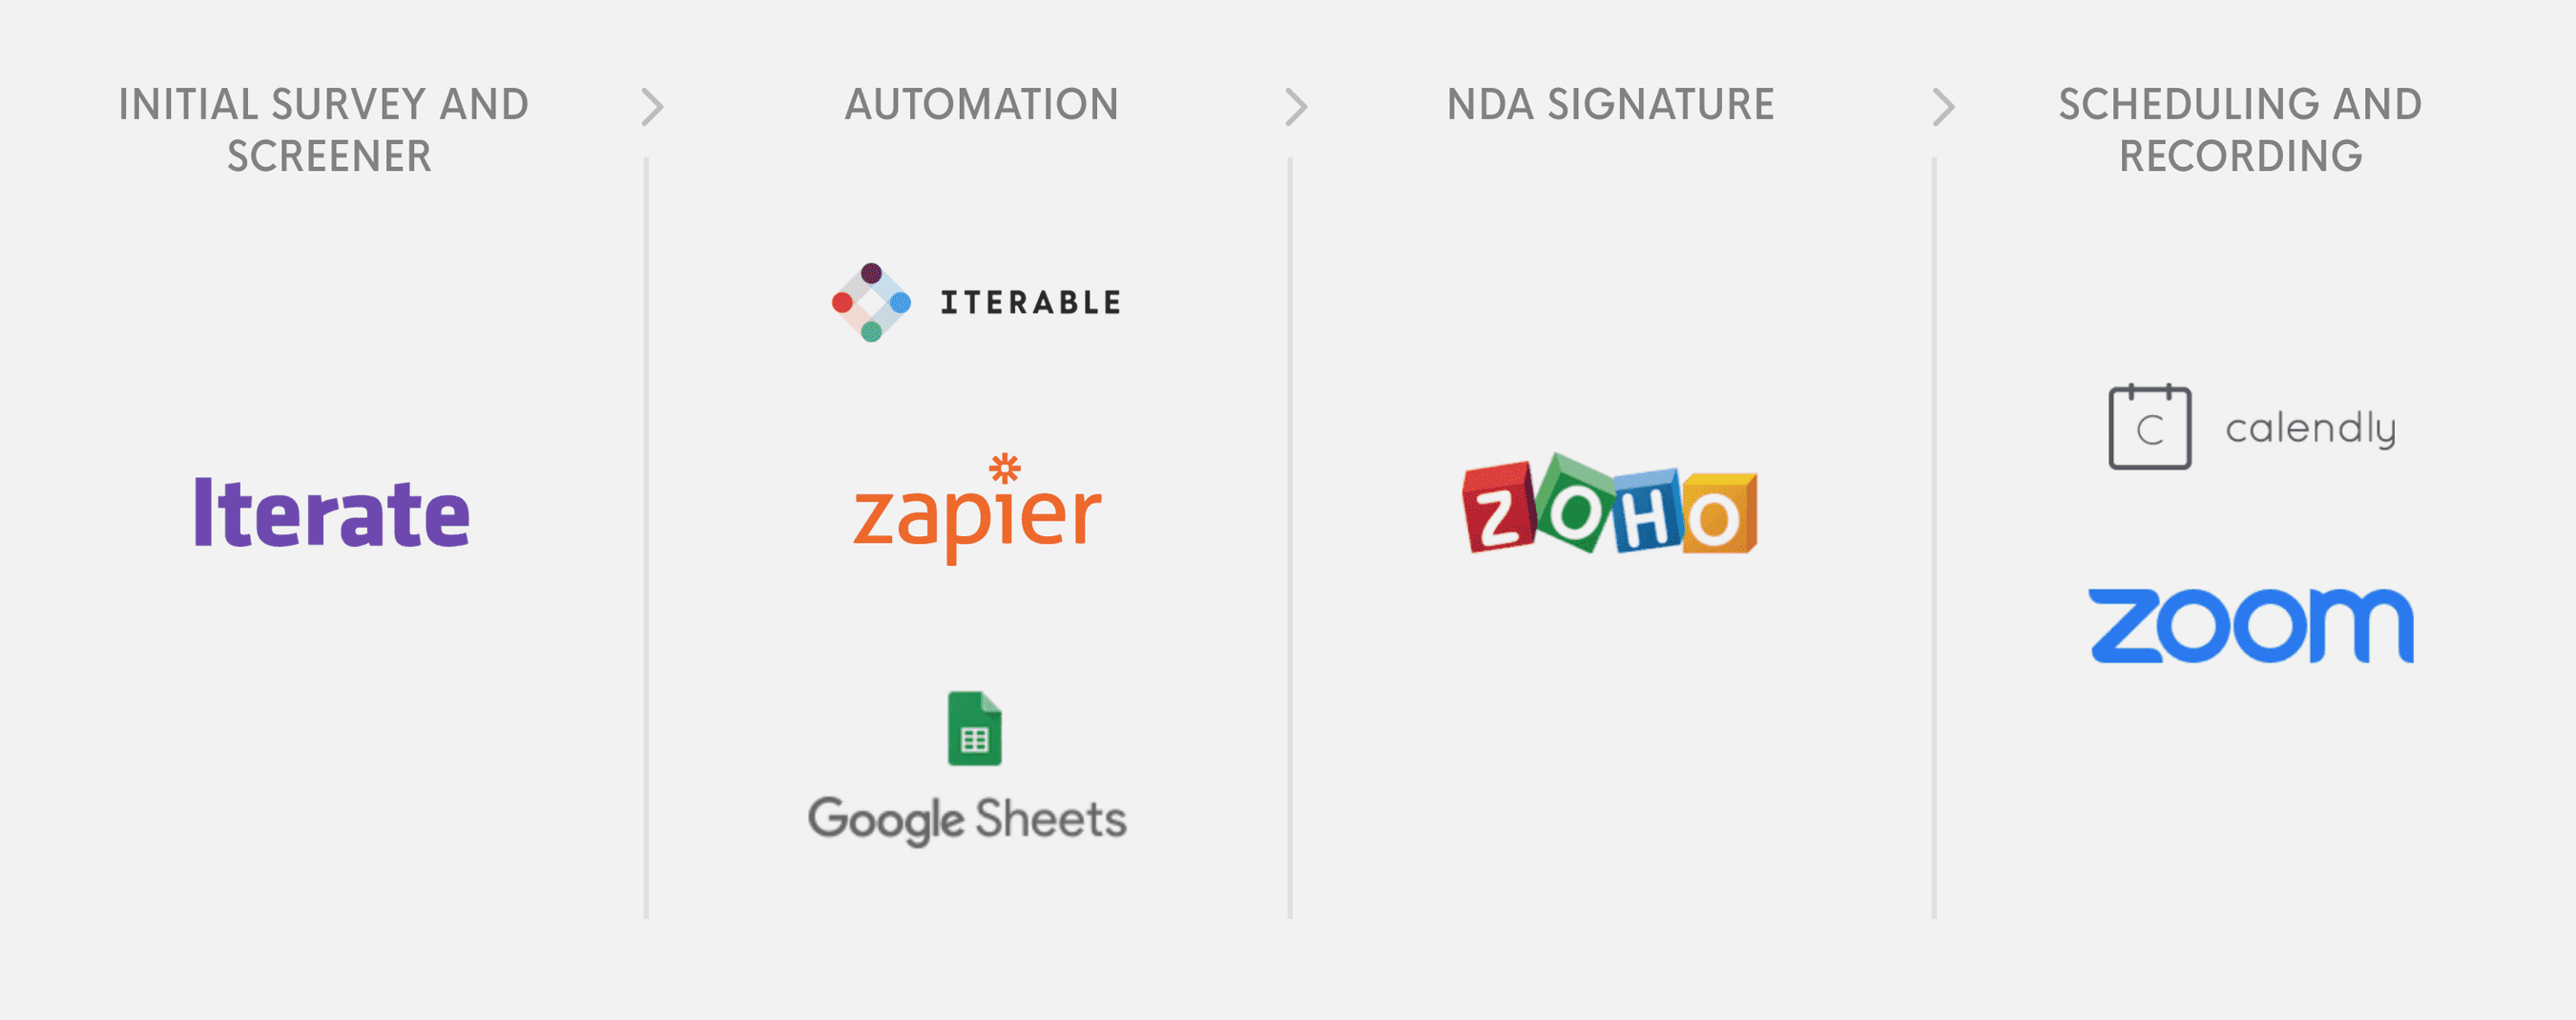 INITIAL SURVEY AND
SCREENER
AUTOMATION
NDA SIGNATURE
SCHEDULING AND
RECORDING
Iterate
ITERABLE
zapier
Google Sheets
ZOHO
C
calendly
zoom